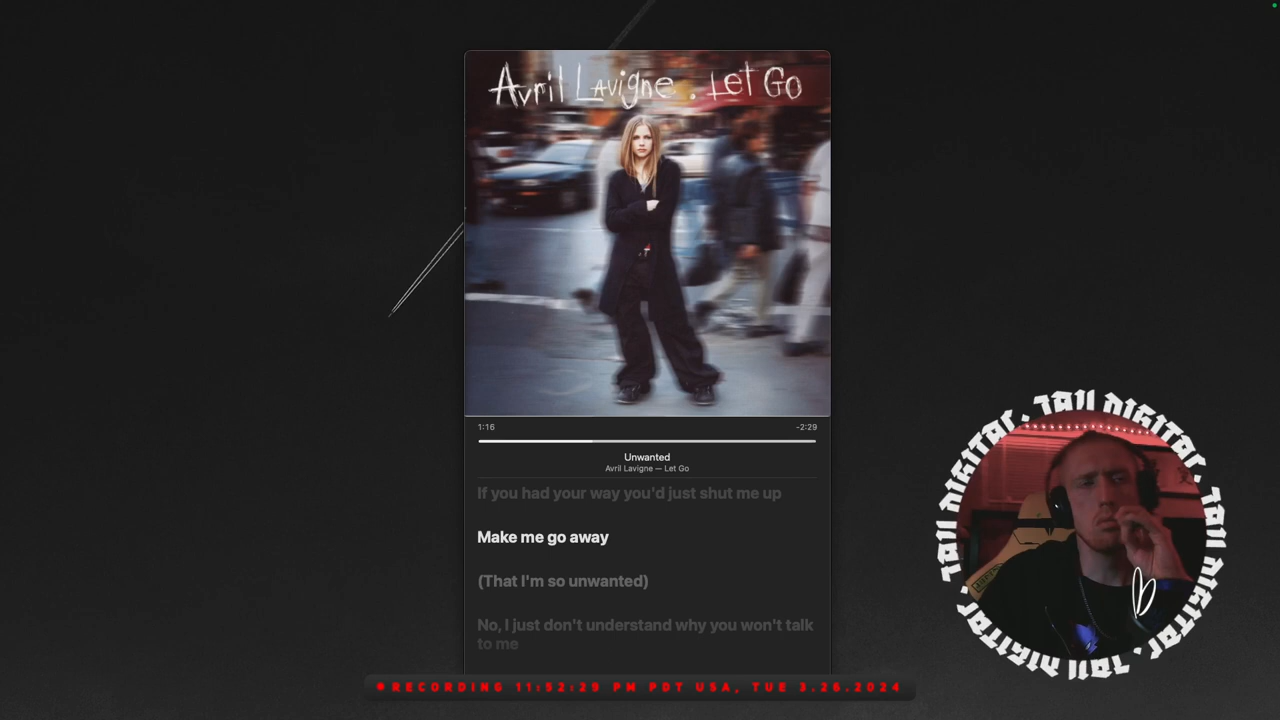 Avril Lavigne . Let Go
1:16
-2:29
Unwanted
Avril Lavigne — Let Go
If you had your way you'd just shut me up
Make me go away
(That I'm so unwanted)
No, I just don't understand why you won't talk
to me
RECORDING 11:52:29 PM PDT USA, TUE 3.26.2024